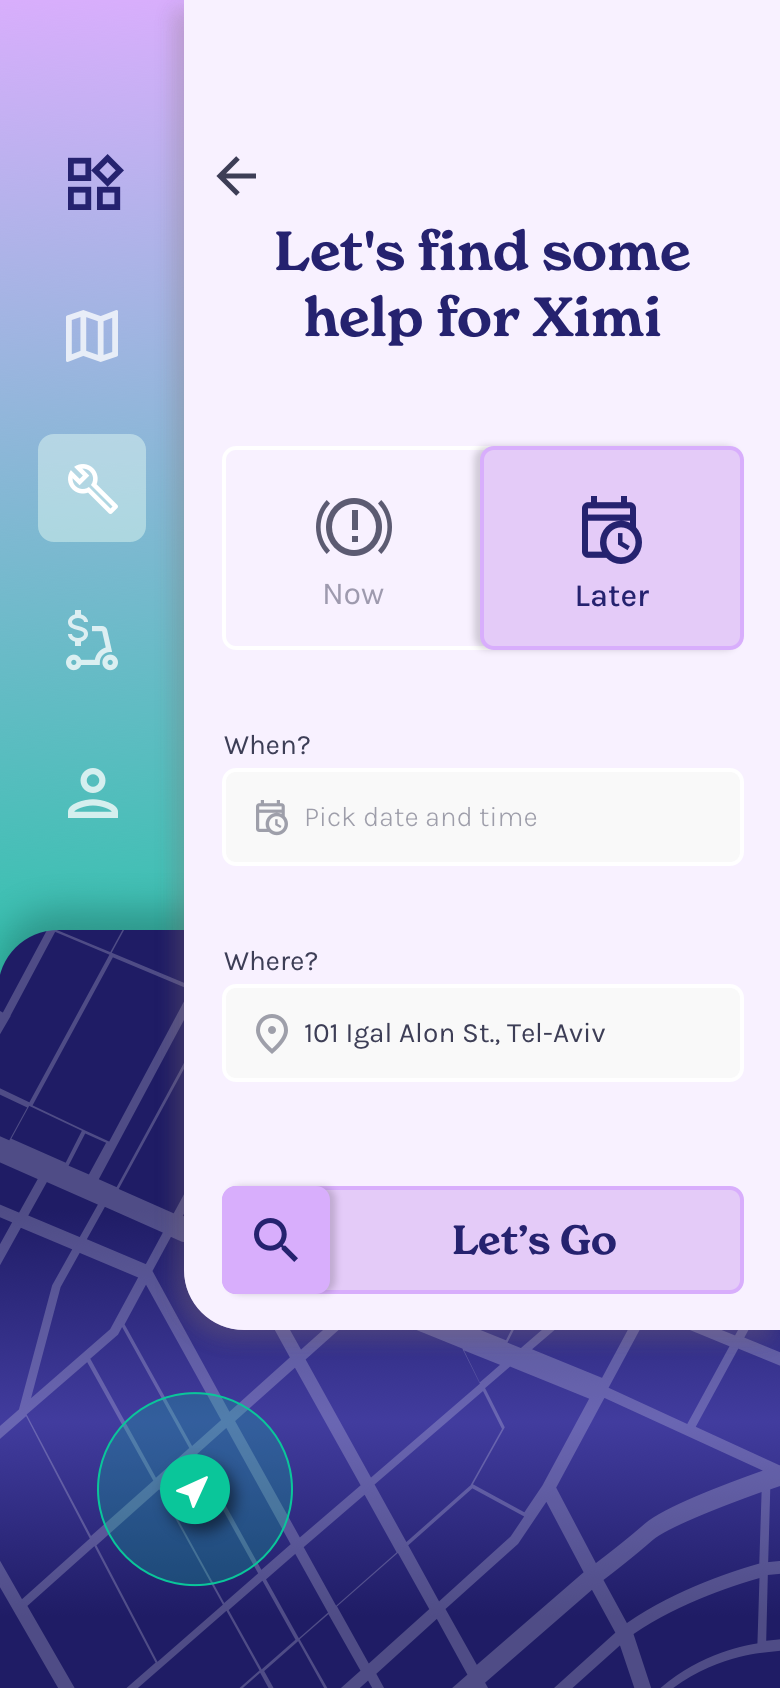 Let's find some
help for Ximi
Now
Later
When?
Pick date and time
Where?
101 Igal Alon St., Tel-Aviv
Let’s Go